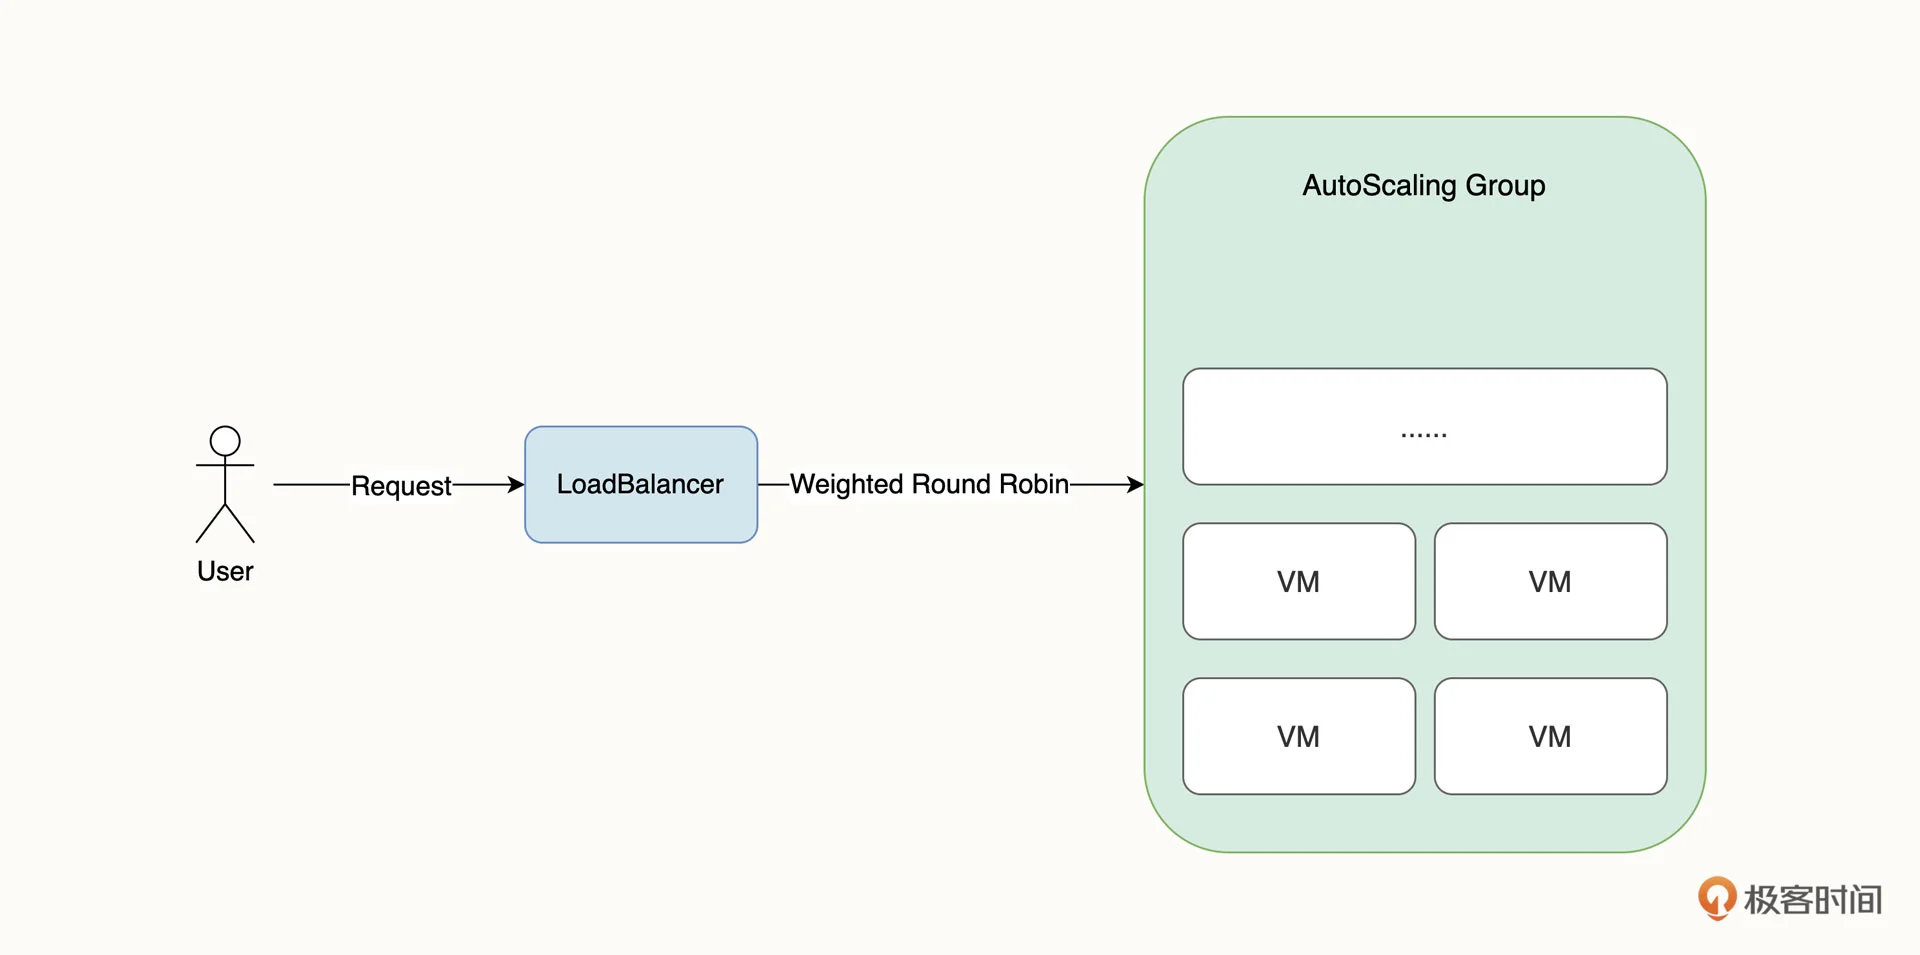 AutoScaling Group
......
User
Request
LoadBalancer
Weighted Round Robin
VM
VM
VM
VM
极客时间